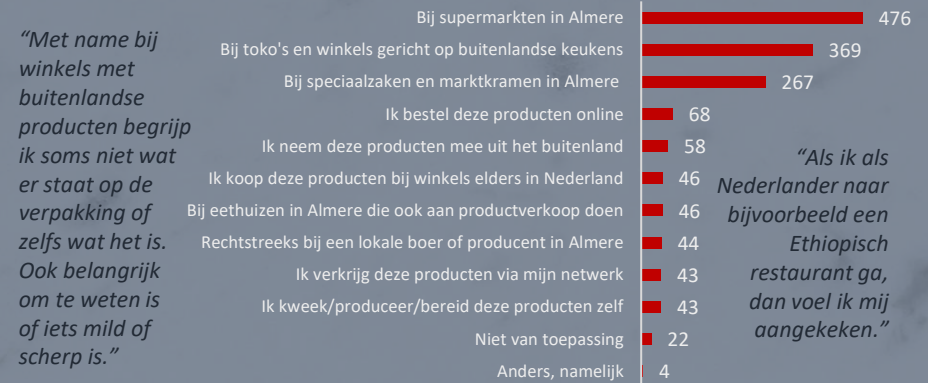 “Met name bij
winkels met
buitenlandse
producten begrijp
ik soms niet wat
er staat op de
verpakking of
zelfs wat het is.
Ook belangrijk
om te weten is
of iets mild of
scherp is.”
Bij supermarkten in Almere 476
Bij toko's en winkels gericht op buitenlandse keukens 369
Bij speciaalzaken en marktkramen in Almere 267
Ik bestel deze producten online 68
Ik neem deze producten mee uit het buitenland 58
Ik koop deze producten bij winkels elders in Nederland 46
Bij eethuizen in Almere die ook aan productverkoop doen 46
Rechtstreeks bij een lokale boer of producent in Almere 44
Ik verkrijg deze producten via mijn netwerk 43
Ik kweek/produceer/bereid deze producten zelf 43
Niet van toepassing 22
Anders, namelijk 4
“Als ik als
Nederlander naar
bijvoorbeeld een
Ethiopisch
restaurant ga,
dan voel ik mij
aangekeken.”